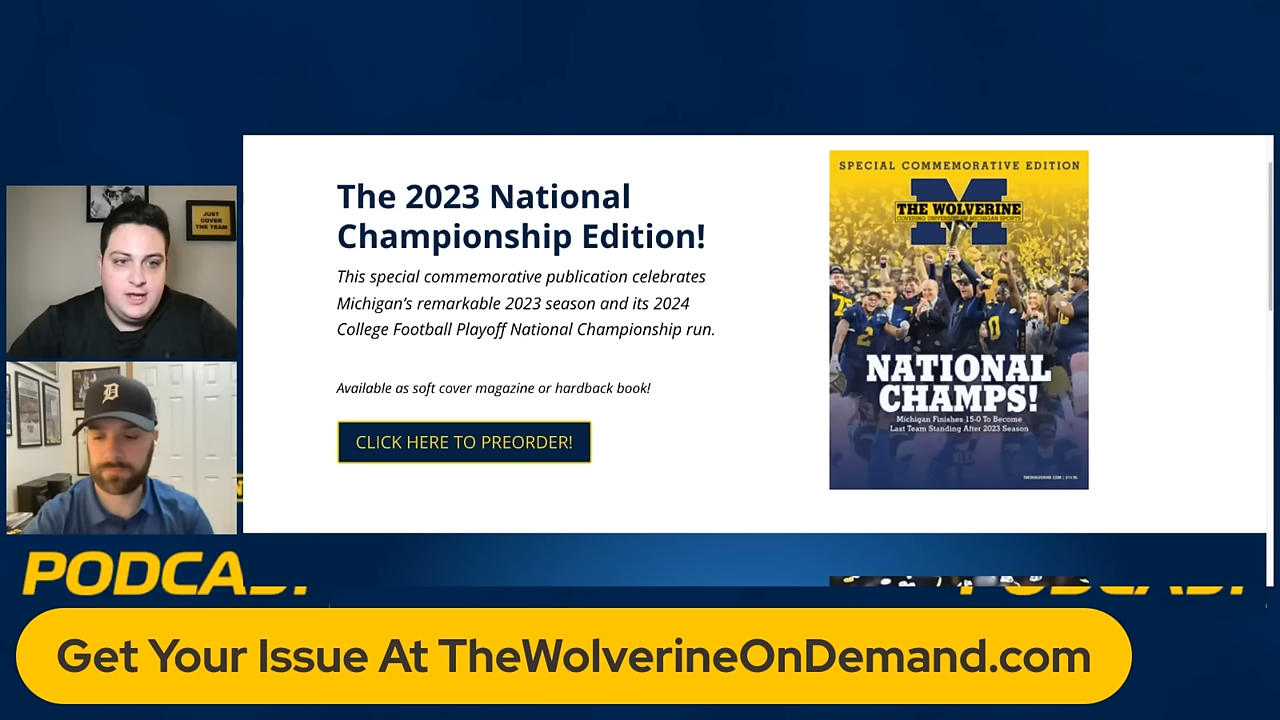 JUST
COVER
THE TEAM
The 2023 National
Championship Edition!
This special commemorative publication celebrates
Michigan’s remarkable 2023 season and its 2024
College Football Playoff National Championship run.
Available as soft cover magazine or hardback book!
CLICK HERE TO PREORDER!
SPECIAL COMMEMORATIVE EDITION
THE WOLVERINE
COVERING UNIVERSITY OF MICHIGAN SPORTS
NATIONAL
CHAMPS!
Michigan Finishes 15-0 To Become
Last Team Standing After 2023 Season
PODCAST
PODCAST
Get Your Issue At TheWolverineOnDemand.com